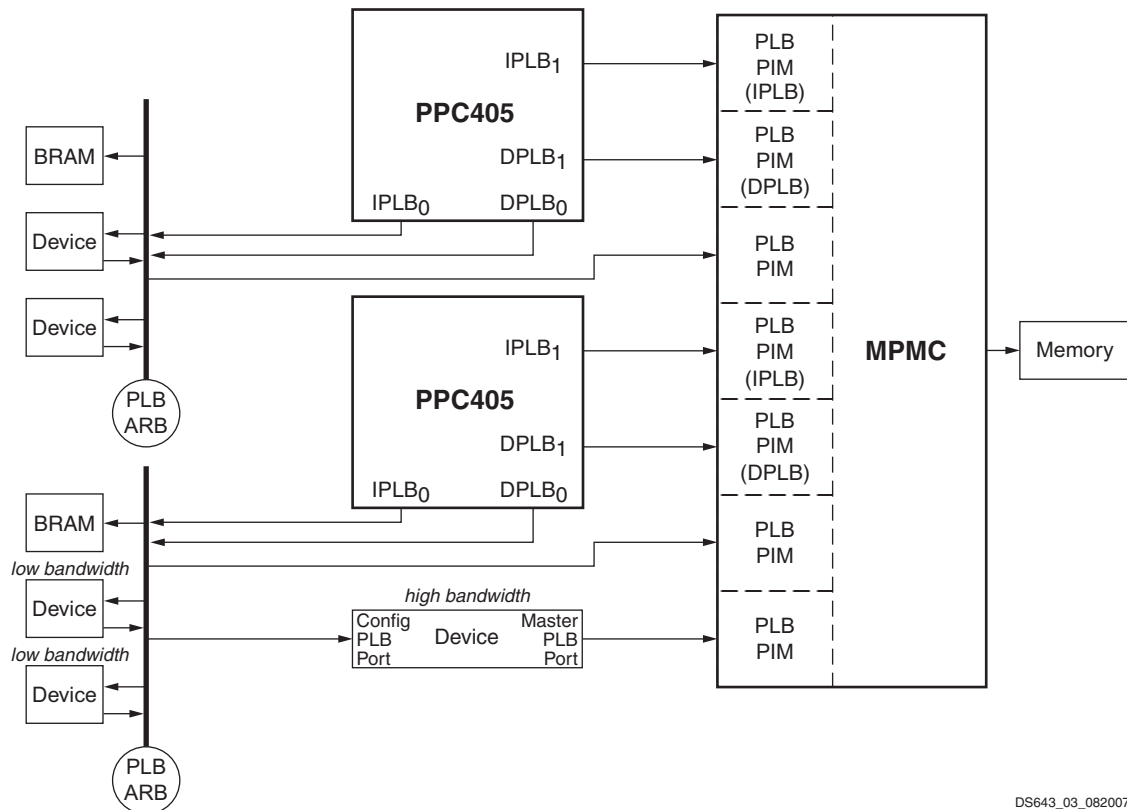 IPLB1
PPC405
DPLB1
IPLB0
DPLB0
BRAM
Device
Device
PLB
ARB
IPLB1
PPC405
DPLB1
IPLB0
DPLB0
BRAM
low bandwidth
Device
low bandwidth
Device
PLB
ARB
high bandwidth
Config
PLB
Port
Device
Master
PLB
Port
PLB
PIM
(IPLB)
PLB
PIM
(DPLB)
PLB
PIM
PLB
PIM
(IPLB)
PLB
PIM
(DPLB)
PLB
PIM
PLB
PIM
MPMC
Memory
DS643_03_082007